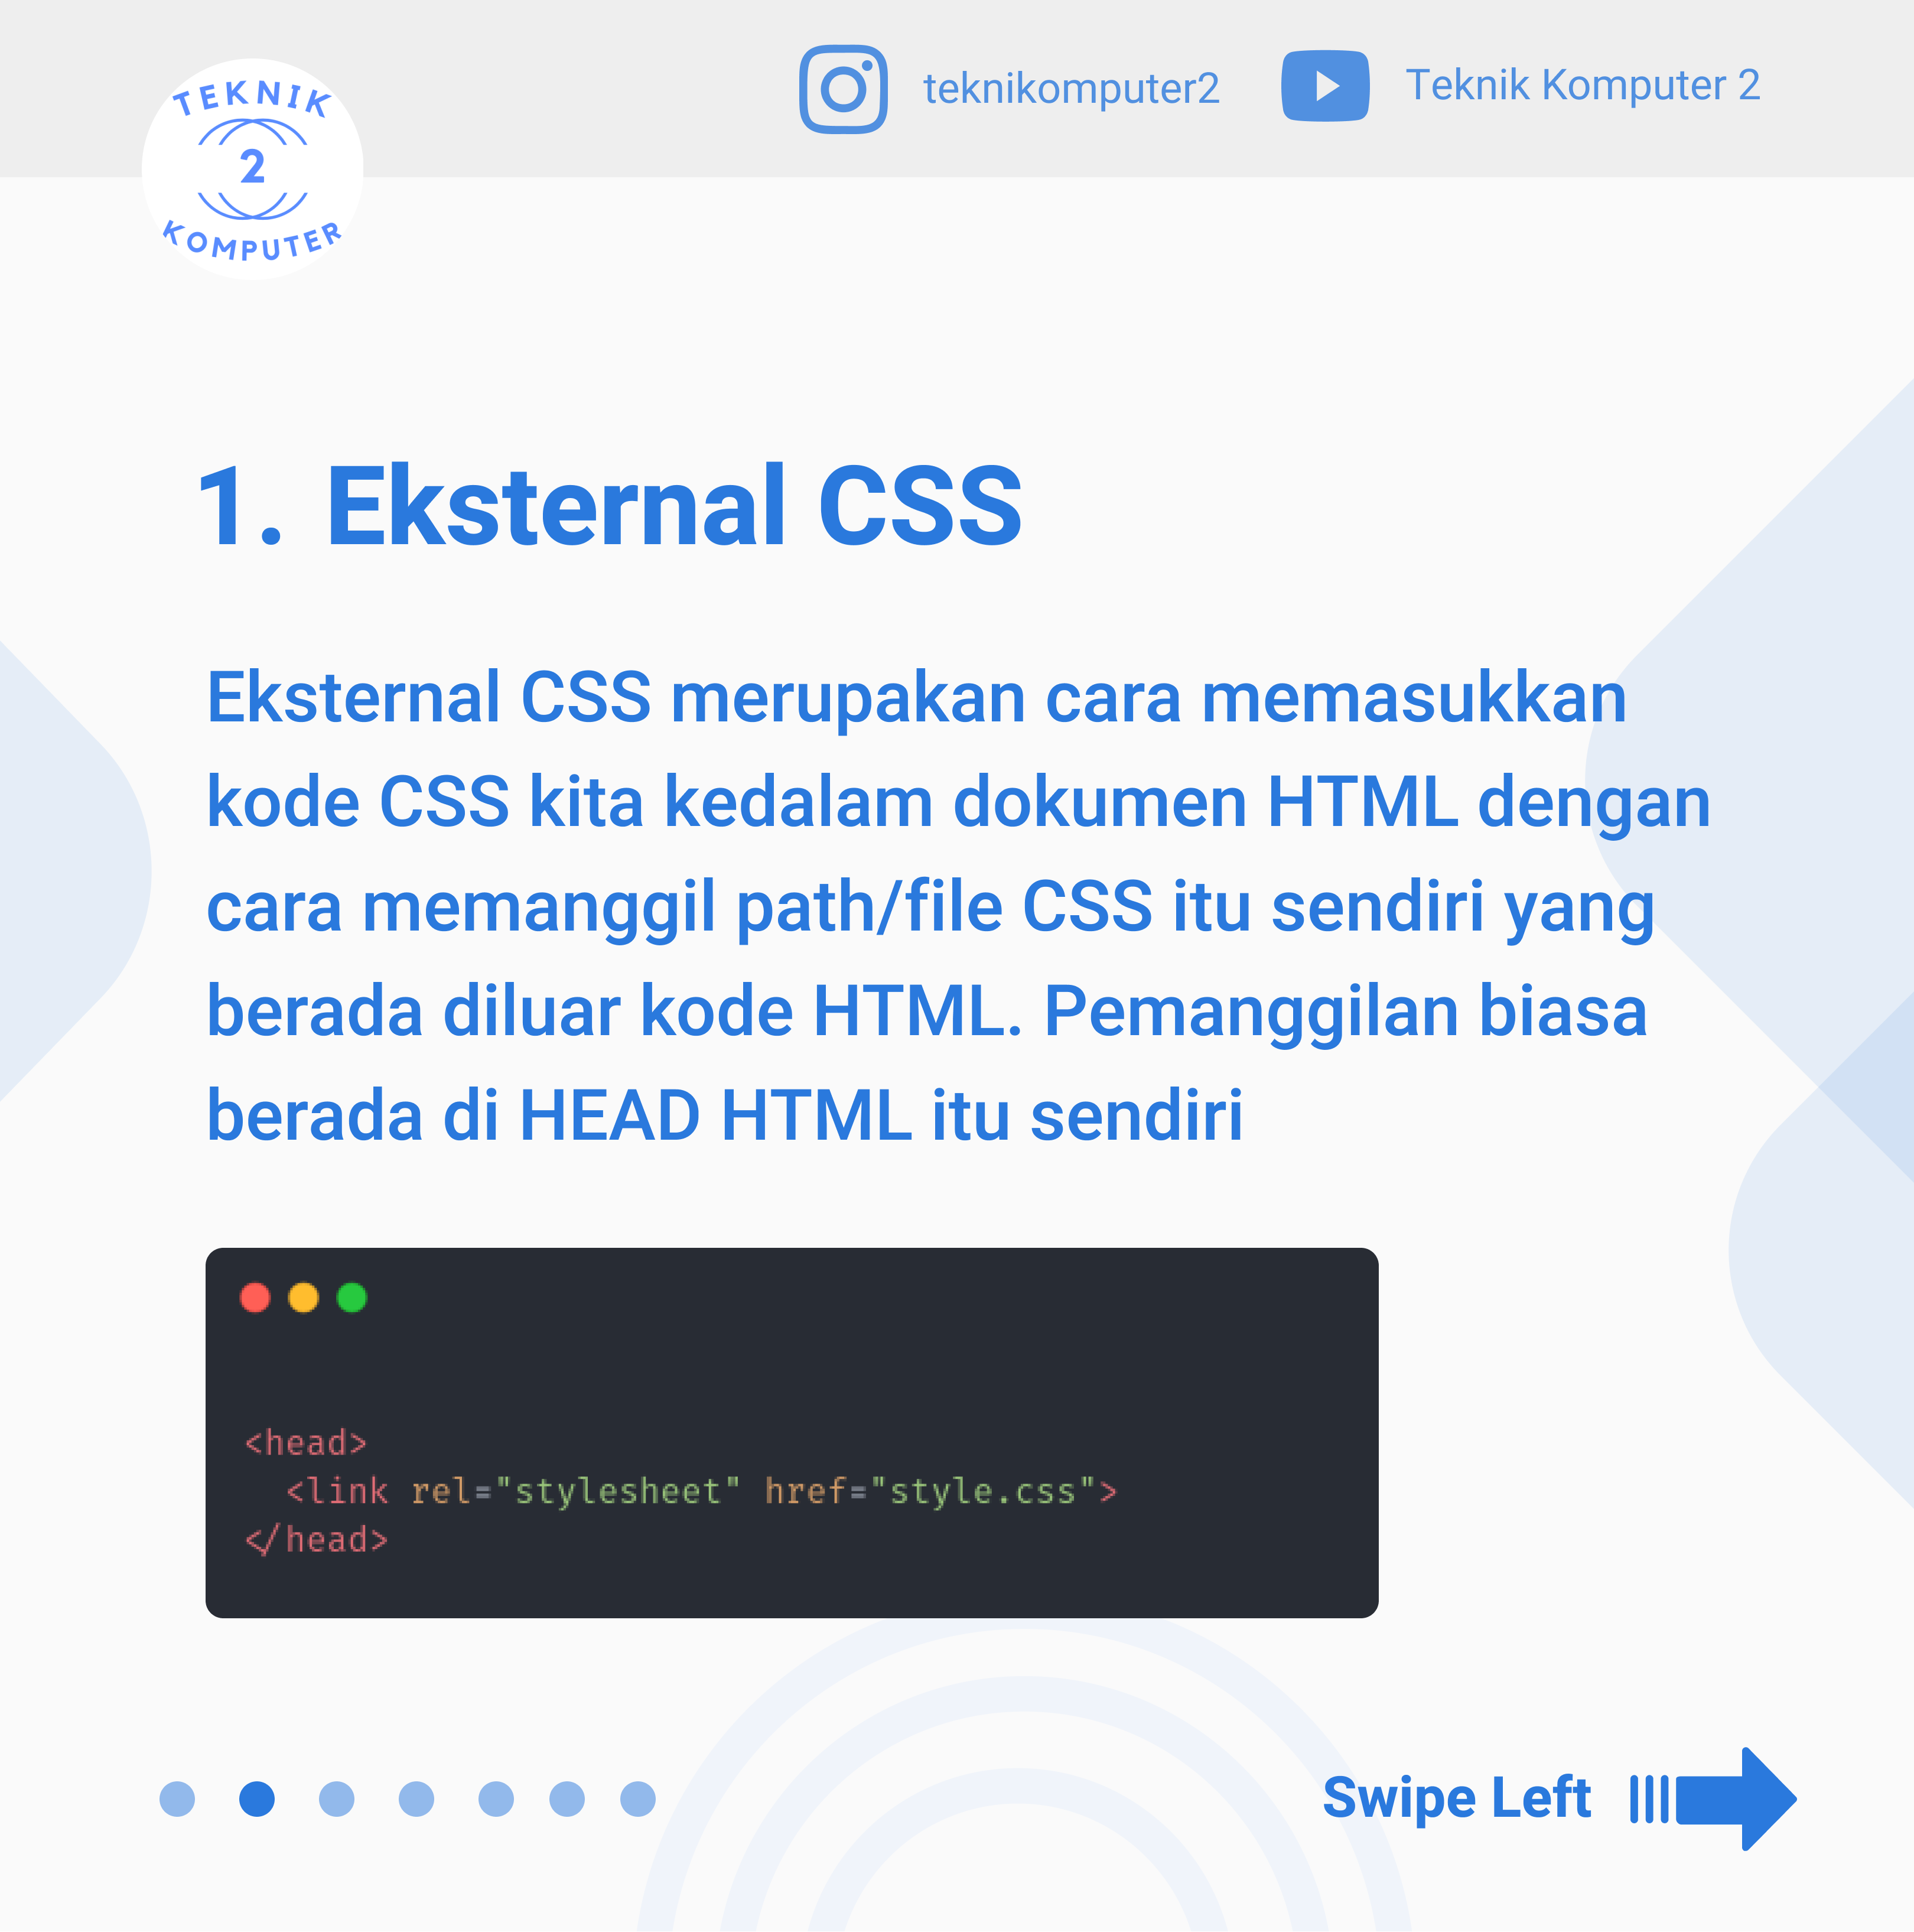 TEKNIK
2
KOMPUTER
teknikomputer2
Teknik Komputer 2
1. Eksternal CSS
Eksternal CSS merupakan cara memasukkan
kode CSS kita kedalam dokumen HTML dengan
cara memanggil path/file CSS itu sendiri yang
berada diluar kode HTML. Pemanggilan biasa
berada di HEAD HTML itu sendiri
<head>
  <link rel="stylesheet" href="style.css">
</head>
Swipe Left